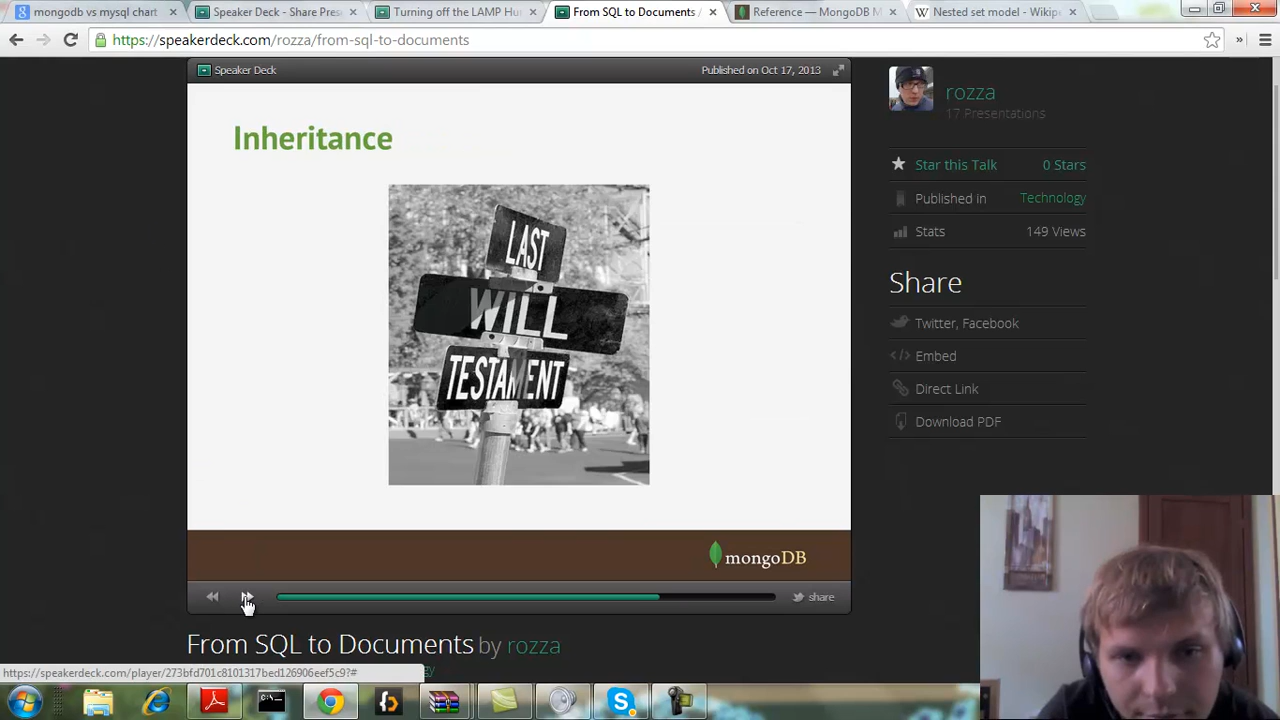 mongodb vs mysql chart
Speaker Deck - Share Pres
Turning off the LAMP Hu
From SQL to Documents /
Reference — MongoDB M
Nested set model - Wikip
https://speakerdeck.com/rozza/from-sql-to-documents
Speaker Deck
Published on Oct 17, 2013
Inheritance
LAST
WILL
TESTAMENT
mongoDB
share
From SQL to Documents by rozza
https://speakerdeck.com/player/273bfd701c8101317bed126906eef5c9?#
gy
rozza
17 Presentations
Star this Talk
0 Stars
Published in
Technology
Stats
149 Views
Share
Twitter, Facebook
Embed
Direct Link
Download PDF